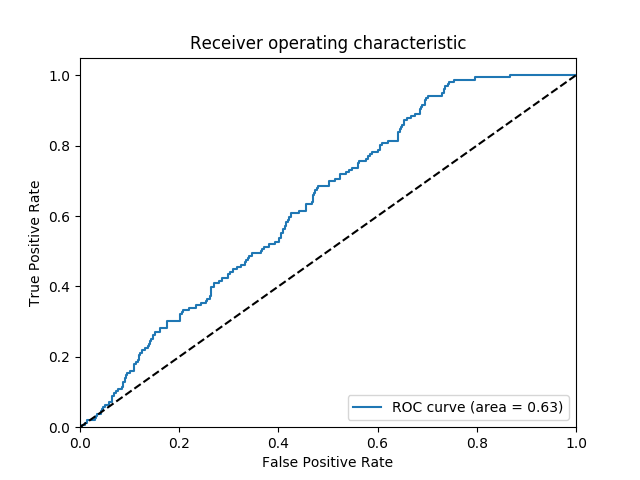 Receiver operating characteristic
1.0
0.8
0.6
0.4
0.2
0.0
True Positive Rate
ROC curve (area = 0.63)
0.0 0.2 0.4 0.6 0.8 1.0
False Positive Rate